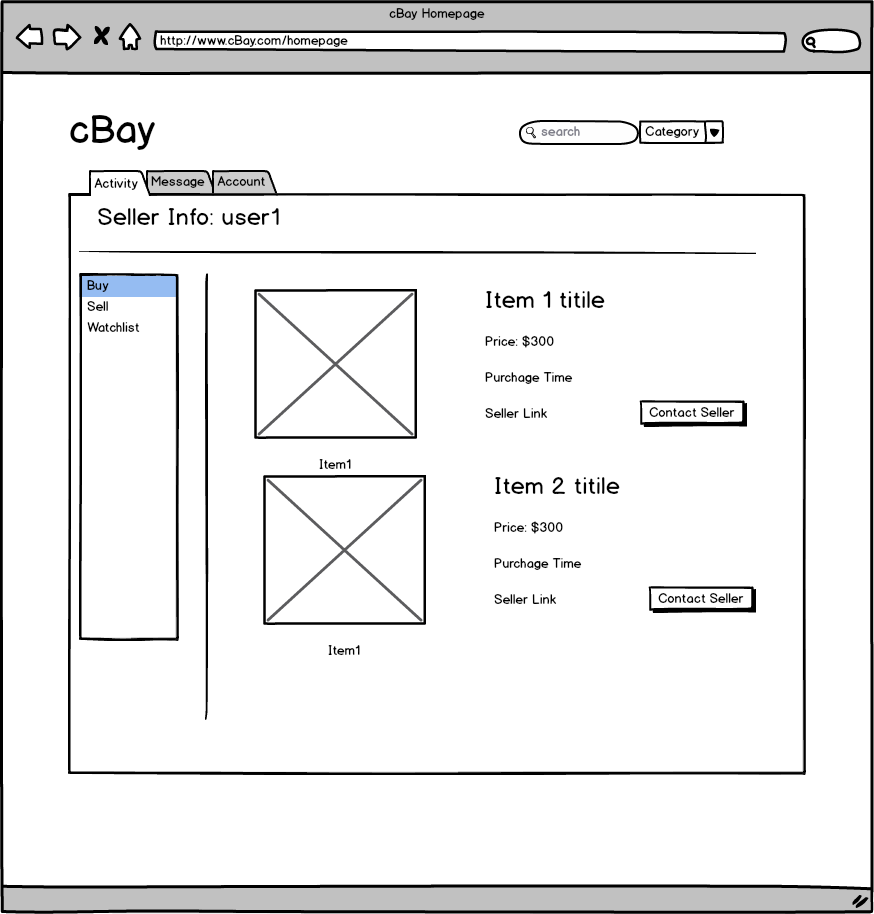 cBay Homepage
http://www.cBay.com/homepage
cBay
search
Category
Activity
Message
Account
Seller Info: user1
Buy
Sell
Watchlist
Item 1 titile
Price: $300
Purchage Time
Seller Link
Contact Seller
Item1
Item 2 titile
Price: $300
Purchage Time
Seller Link
Contact Seller
Item1